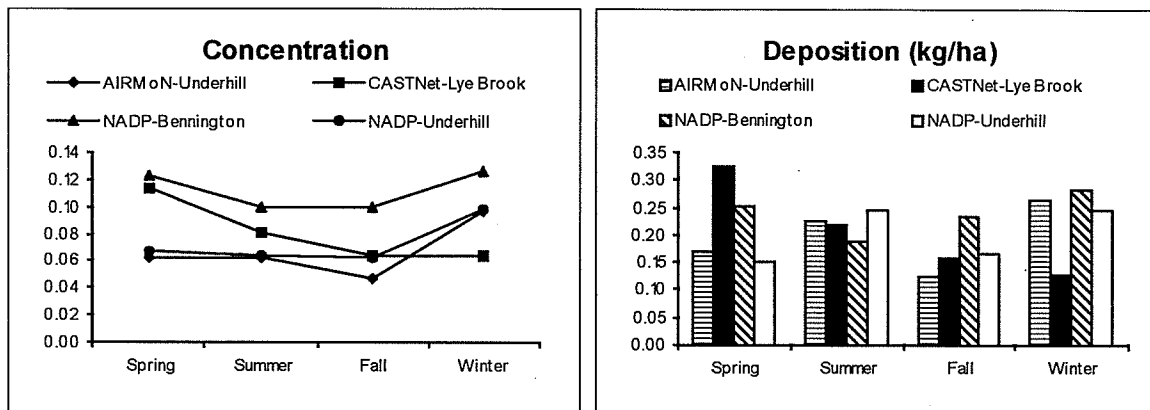 Concentration
AIRMoN-Underhill CASTNet-Lye Brook
NADP-Bennington NADP-Underhill
0.14
0.12
0.10
0.08
0.06
0.04
0.02
0.00
Spring Summer Fall Winter
Deposition (kg/ha)
AIRMoN-Underhill CASTNet-Lye Brook
NADP-Bennington NADP-Underhill
0.35
0.30
0.25
0.20
0.15
0.10
0.05
0.00
Spring Summer Fall Winter